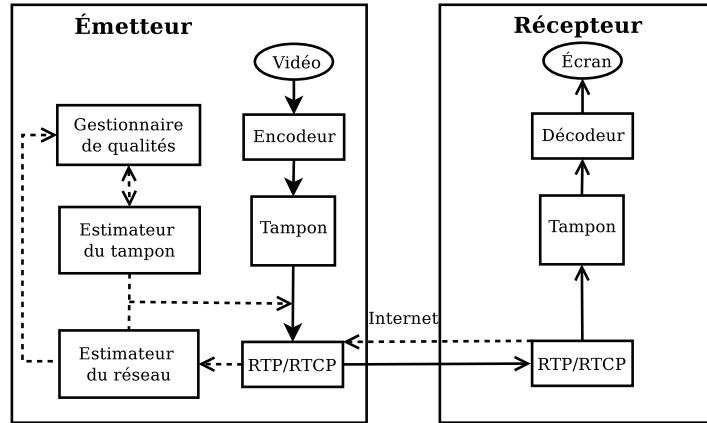 Émetteur
Vidéo
Encodeur
Gestionnaire
de qualités
Tampon
Estimateur
du tampon
Estimateur
du réseau
RTP/RTCP
Internet
Récepteur
Écran
Décodeur
Tampon
RTP/RTCP